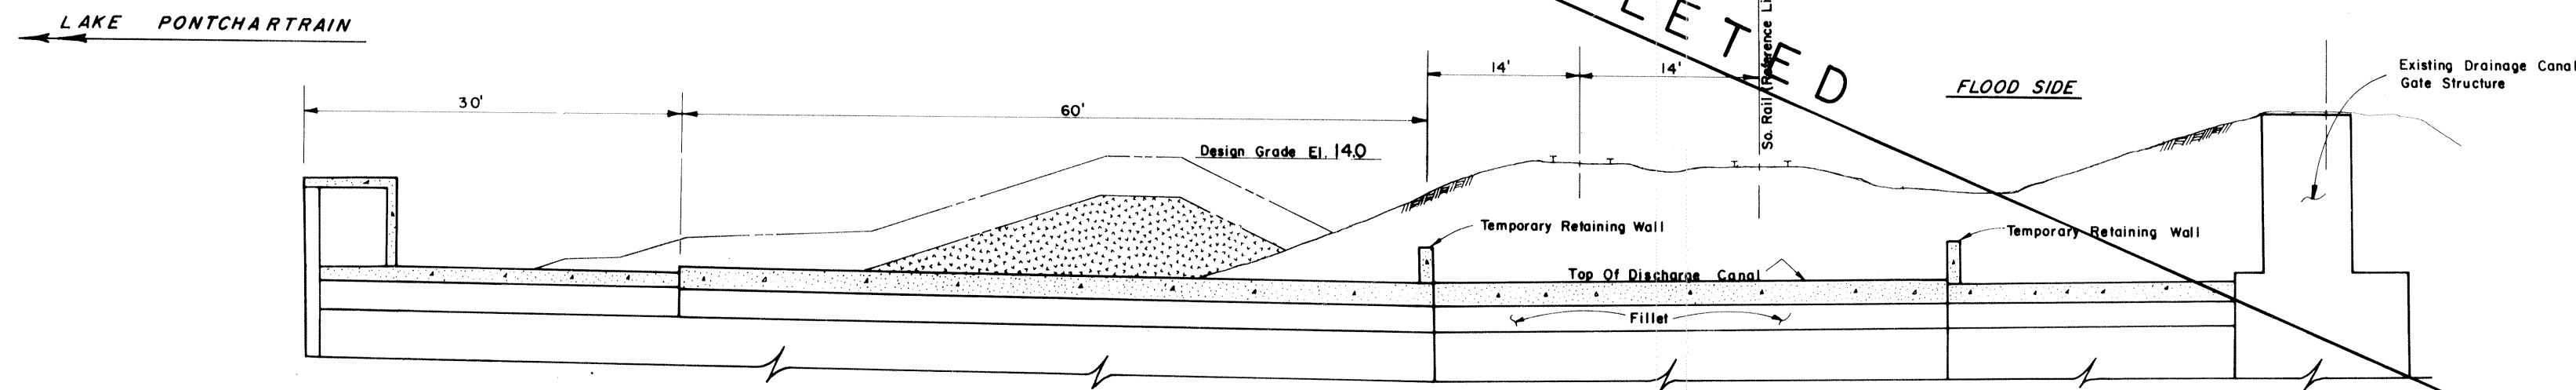 LAKE PONTCHARTRAIN
LETED
So. Rail (Reference
14'
14'
FLOOD SIDE
Existing Drainage Canal
Gate Structure
30'
60'
Design Grade El. 14.0
Temporary Retaining Wall
Temporary Retaining Wall
Top Of Discharge Canal
Fillet